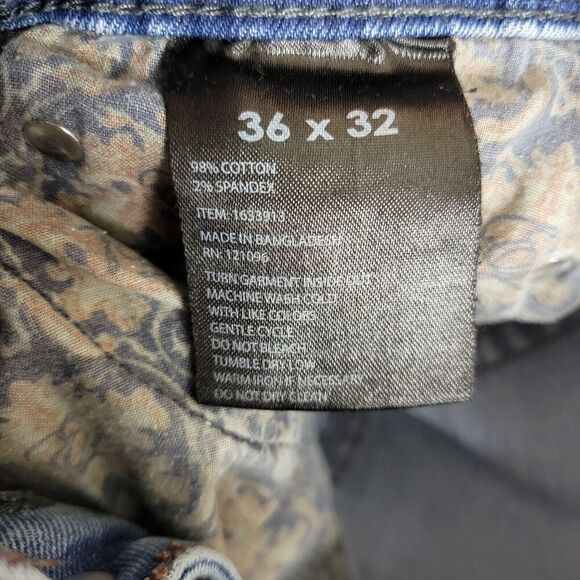 36 x 32
98% COTTON
2% SPANDEX
ITEM: 1633913
MADE IN BANGLADESH
RN: 121096
TURN GARMENT INSIDE OUT
MACHINE WASH COLD
WITH LIKE COLORS
GENTLE CYCLE
DO NOT BLEACH
TUMBLE DRY LOW
WARM IRON IF NECESSARY
DO NOT DRY CLEAN